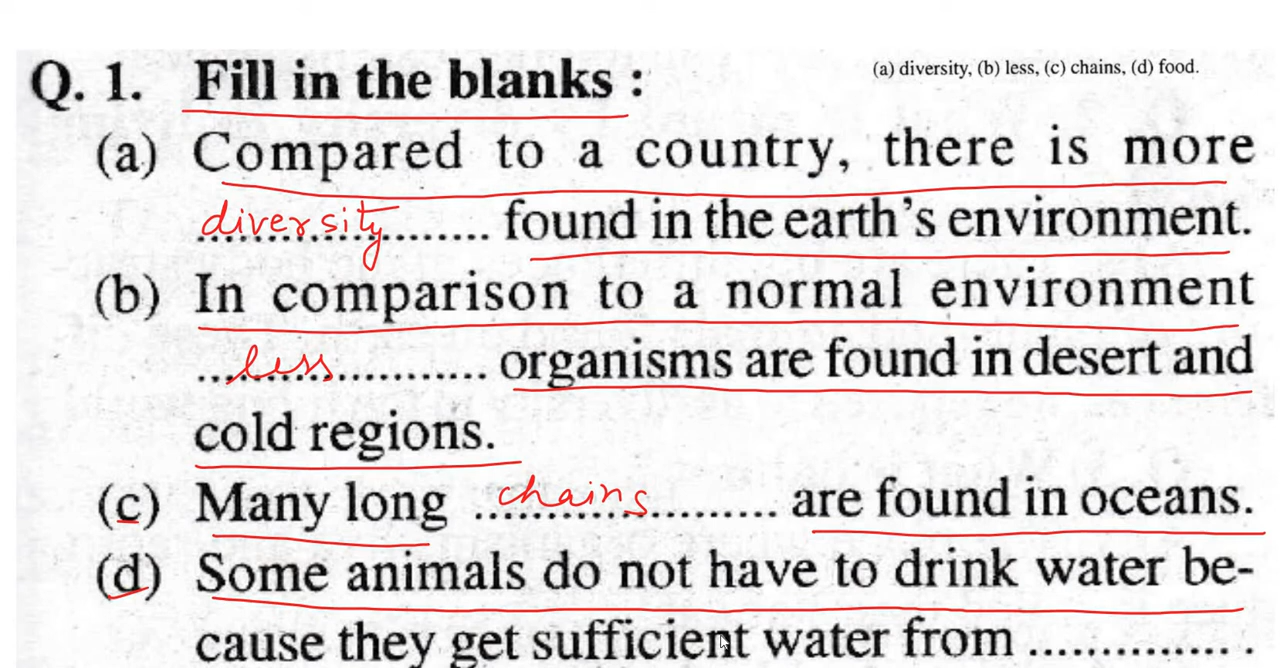 Q. 1. Fill in the blanks :
(a) diversity, (b) less, (c) chains, (d) food.
(a) Compared to a country, there is more
diversity ........ found in the earth's environment.
(b) In comparison to a normal environment
less ........ organisms are found in desert and
cold regions.
(c) Many long chains ........ are found in oceans.
(d) Some animals do not have to drink water be-
cause they get sufficient water from .............. .